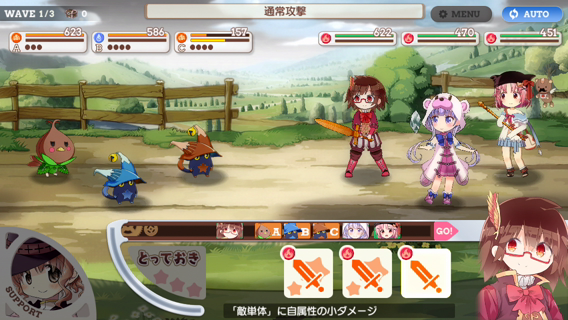 WAVE 1/3 0
通常攻撃
MENU
AUTO
623 586 157 622 470 451
A B C
A B C GO!
とっておき
SUPPORT
「敵単体」に自属性の小ダメージ